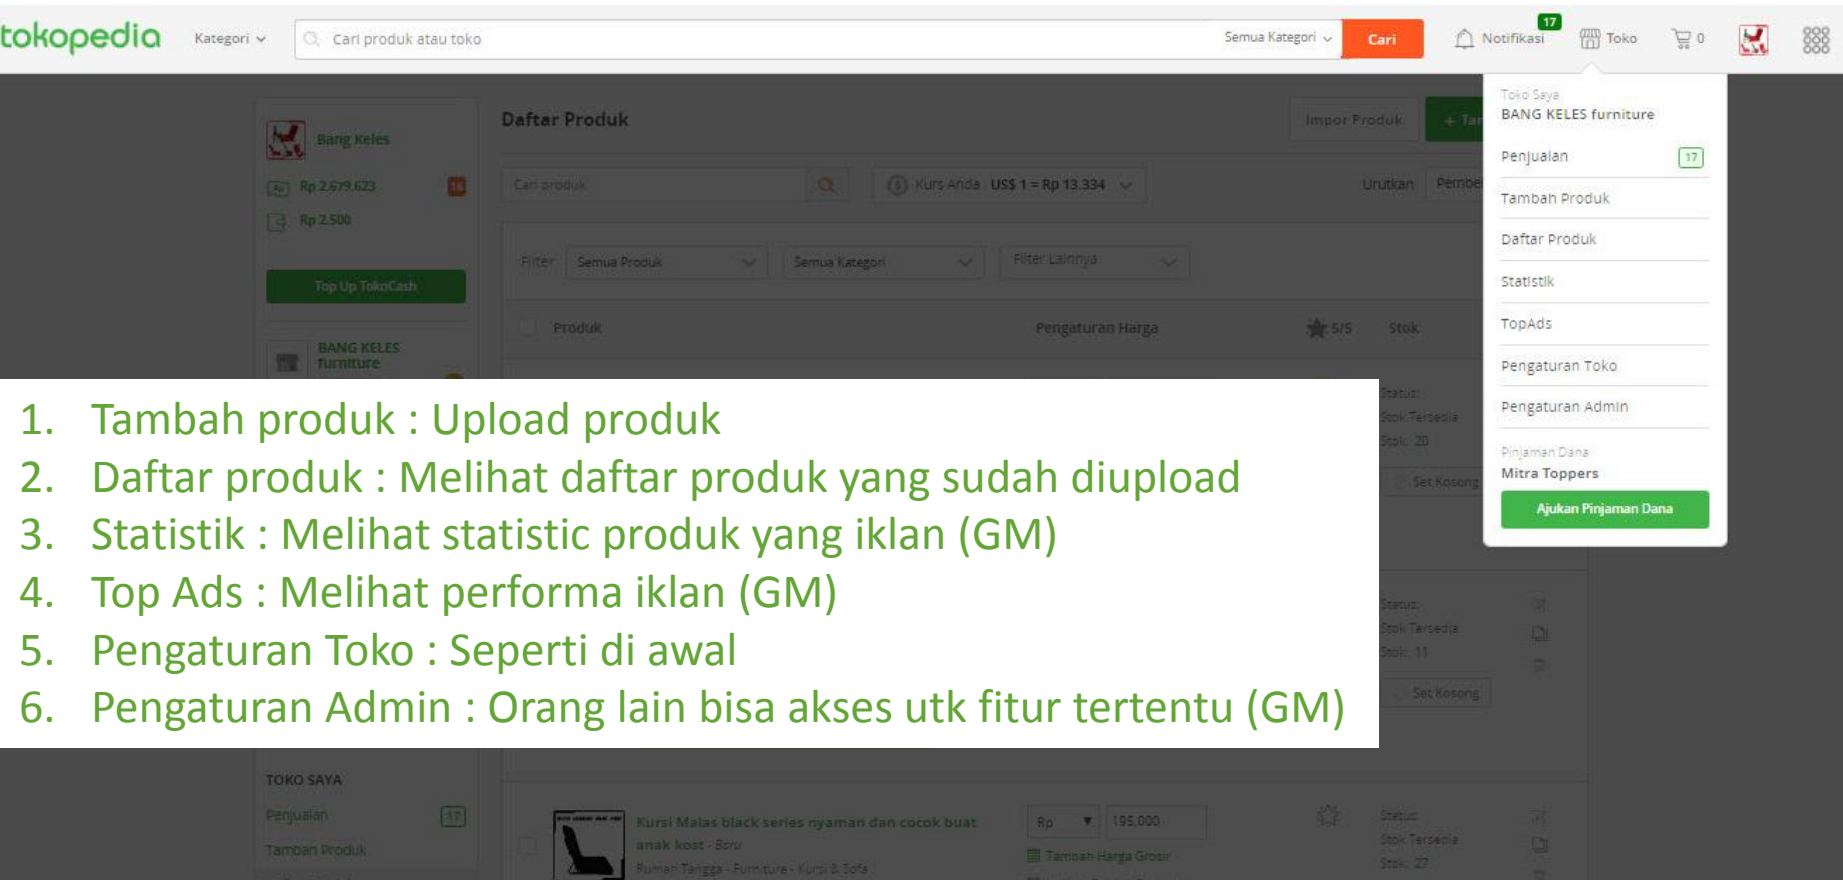 tokopedia
Kategori
Cari produk atau toko
Semua Kategori
Cari
Notifikasi
17
Toko
0
Toko Saya
BANG KELES furniture
Penjualan
17
Tambah Produk
Daftar Produk
Statistik
TopAds
Pengaturan Toko
Pengaturan Admin
Pinjaman Dana
Mitra Toppers
Ajukan Pinjaman Dana
Bang Keles
Rp 2.679.623
Rp 2.500
Top Up TokoCash
BANG KELES
furniture
Daftar Produk
Impor Produk
+ Tam
Cari produk
Kurs Anda : US$ 1 = Rp 13.334
Urutkan
Filter
Semua Produk
Semua Kategori
Filter Lainnya
Produk
Pengaturan Harga
5/5
Stok
Status:
Stok Tersedia
Stok: 20
Set Kosong
1. Tambah produk : Upload produk
2. Daftar produk : Melihat daftar produk yang sudah diupload
3. Statistik : Melihat statistic produk yang iklan (GM)
4. Top Ads : Melihat performa iklan (GM)
5. Pengaturan Toko : Seperti di awal
6. Pengaturan Admin : Orang lain bisa akses utk fitur tertentu (GM)
Status:
Stok Tersedia
Stok: 11
Set Kosong
TOKO SAYA
Penjualan
17
Tambah Produk
Kursi Malas black series nyaman dan cocok buat
anak kost - Baru
Rumah Tangga - Furniture - Kursi & Sofa
Rp
195.000
Tambah Harga Grosir
Status:
Stok Tersedia
Stok: 27